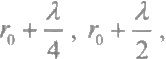 r₀ + λ/4 , r₀ + λ/2 ,